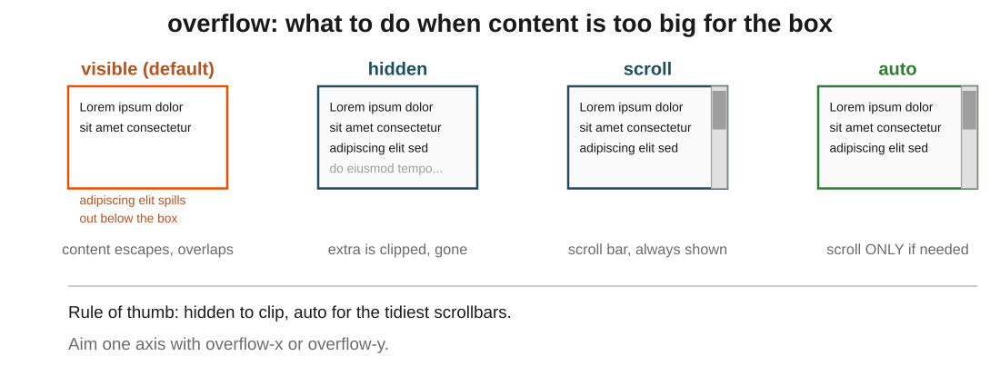 overflow: what to do when content is too big for the box
visible (default)
Lorem ipsum dolor
sit amet consectetur
adipiscing elit spills
out below the box
content escapes, overlaps
hidden
Lorem ipsum dolor
sit amet consectetur
adipiscing elit sed
do eiusmod tempo...
extra is clipped, gone
scroll
Lorem ipsum dolor
sit amet consectetur
adipiscing elit sed
scroll bar, always shown
auto
Lorem ipsum dolor
sit amet consectetur
adipiscing elit sed
scroll ONLY if needed
Rule of thumb: hidden to clip, auto for the tidiest scrollbars.
Aim one axis with overflow-x or overflow-y.